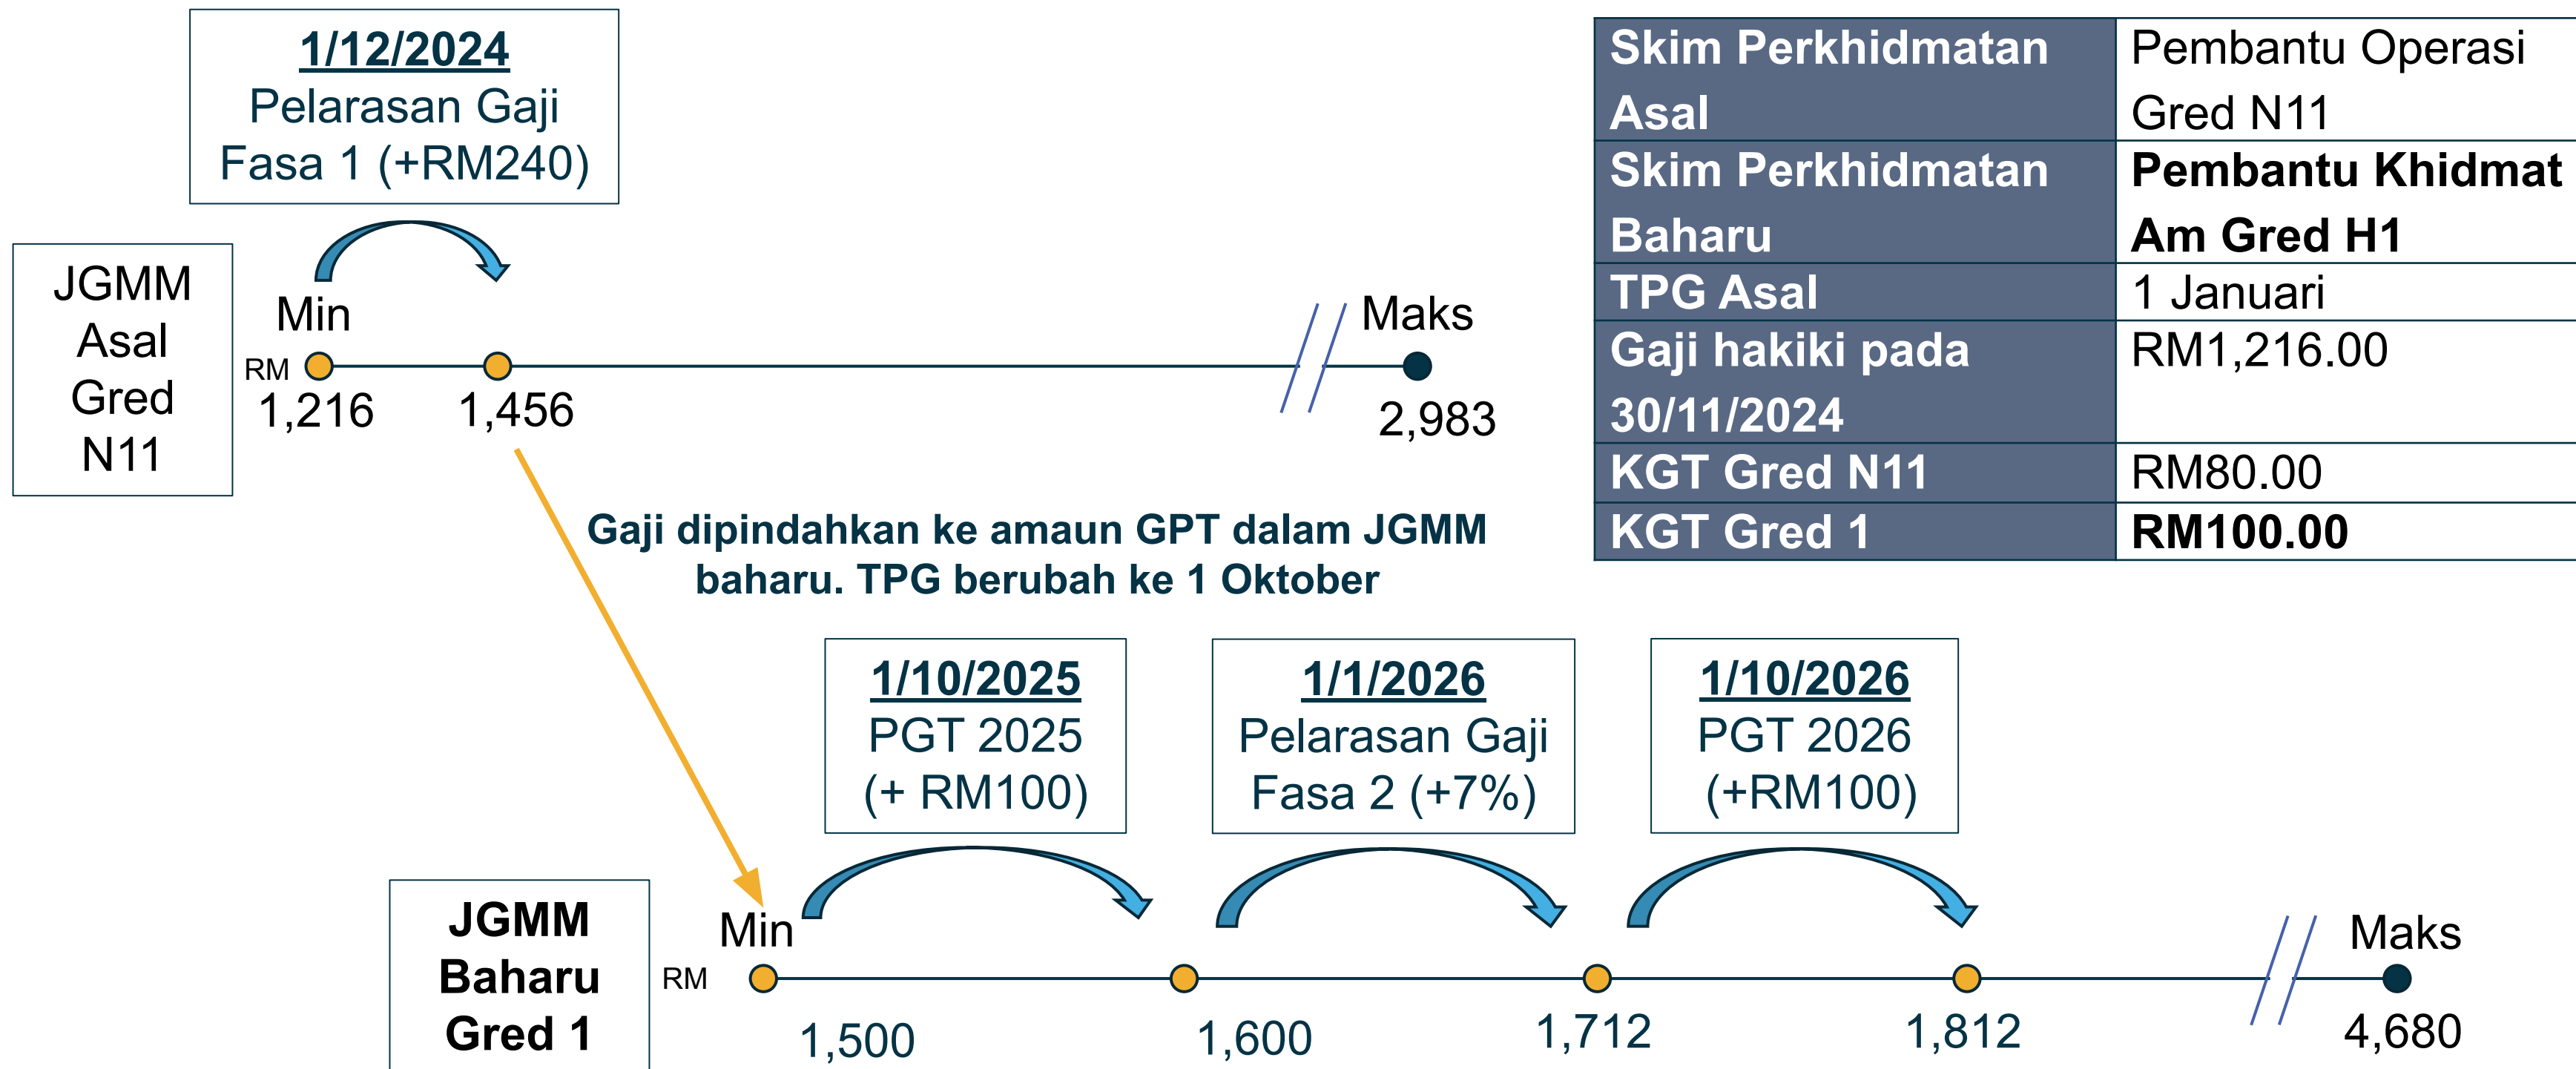 1/12/2024
Pelarasan Gaji
Fasa 1 (+RM240)
JGMM
Asal
Gred
N11
Min
Maks
RM
1,216
1,456
2,983
Skim Perkhidmatan
Asal
Pembantu Operasi
Gred N11
Skim Perkhidmatan
Baharu
Pembantu Khidmat
Am Gred H1
TPG Asal
1 Januari
Gaji hakiki pada
30/11/2024
RM1,216.00
KGT Gred N11
RM80.00
KGT Gred 1
RM100.00
Gaji dipindahkan ke amaun GPT dalam JGMM
baharu. TPG berubah ke 1 Oktober
1/10/2025
PGT 2025
(+ RM100)
1/1/2026
Pelarasan Gaji
Fasa 2 (+7%)
1/10/2026
PGT 2026
(+RM100)
JGMM
Baharu
Gred 1
Min
Maks
RM
1,500
1,600
1,712
1,812
4,680